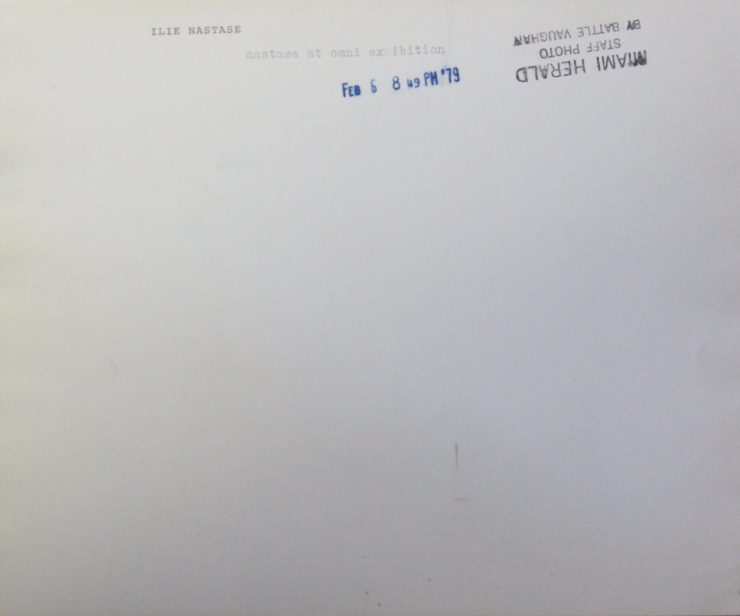 ILIE NASTASE
nastase at omni exhibition
FEB 6 8 49 PM '79
MIAMI HERALD
STAFF PHOTO
BY BATTLE VAUGHAN